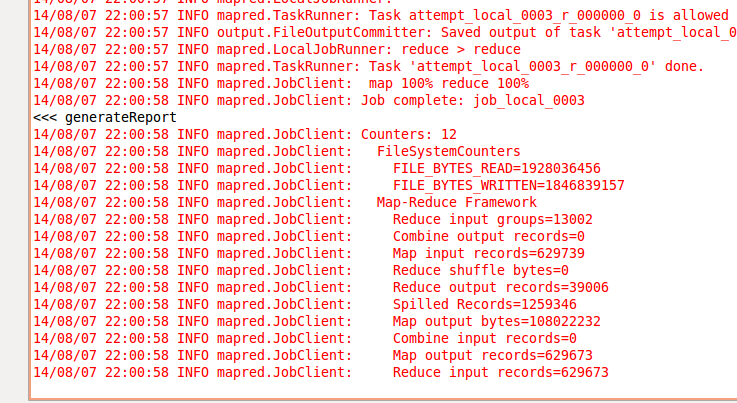 14/08/07 22:00:57 INFO mapred.LocalJobRunner:
14/08/07 22:00:57 INFO mapred.TaskRunner: Task attempt_local_0003_r_000000_0 is allowed
14/08/07 22:00:57 INFO output.FileOutputCommitter: Saved output of task 'attempt_local_0
14/08/07 22:00:57 INFO mapred.LocalJobRunner: reduce > reduce
14/08/07 22:00:57 INFO mapred.TaskRunner: Task 'attempt_local_0003_r_000000_0' done.
14/08/07 22:00:58 INFO mapred.JobClient:  map 100% reduce 100%
14/08/07 22:00:58 INFO mapred.JobClient: Job complete: job_local_0003
<<< generateReport
14/08/07 22:00:58 INFO mapred.JobClient: Counters: 12
14/08/07 22:00:58 INFO mapred.JobClient:   FileSystemCounters
14/08/07 22:00:58 INFO mapred.JobClient:     FILE_BYTES_READ=1928036456
14/08/07 22:00:58 INFO mapred.JobClient:     FILE_BYTES_WRITTEN=1846839157
14/08/07 22:00:58 INFO mapred.JobClient:   Map-Reduce Framework
14/08/07 22:00:58 INFO mapred.JobClient:     Reduce input groups=13002
14/08/07 22:00:58 INFO mapred.JobClient:     Combine output records=0
14/08/07 22:00:58 INFO mapred.JobClient:     Map input records=629739
14/08/07 22:00:58 INFO mapred.JobClient:     Reduce shuffle bytes=0
14/08/07 22:00:58 INFO mapred.JobClient:     Reduce output records=39006
14/08/07 22:00:58 INFO mapred.JobClient:     Spilled Records=1259346
14/08/07 22:00:58 INFO mapred.JobClient:     Map output bytes=108022232
14/08/07 22:00:58 INFO mapred.JobClient:     Combine input records=0
14/08/07 22:00:58 INFO mapred.JobClient:     Map output records=629673
14/08/07 22:00:58 INFO mapred.JobClient:     Reduce input records=629673